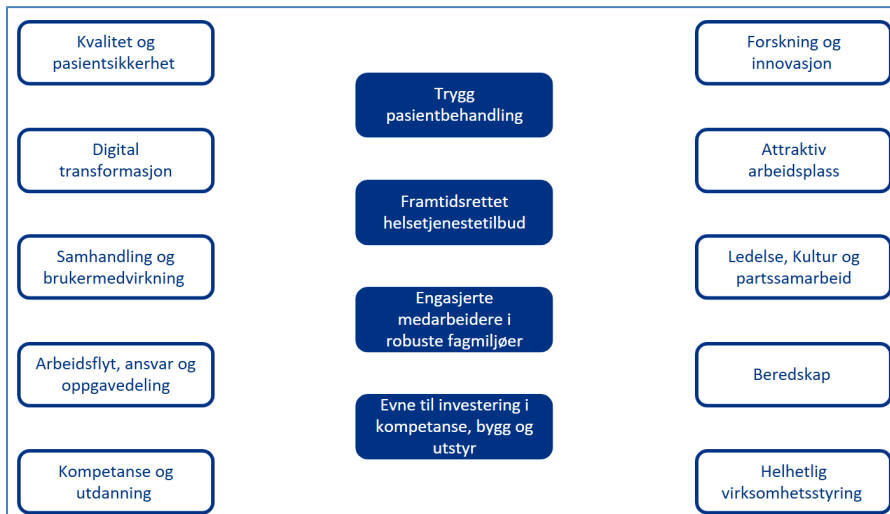 Kvalitet og
pasientsikkerhet
Digital
transformasjon
Samhandling og
brukermedvirkning
Arbeidsflyt, ansvar og
oppgavedeling
Kompetanse og
utdanning
Trygg
pasientbehandling
Framtidsrettet
helsetjenestetilbud
Engasjerte
medarbeidere i
robuste fagmiljøer
Evne til investering i
kompetanse, bygg og
utstyr
Forskning og
innovasjon
Attraktiv
arbeidsplass
Ledelse, Kultur og
partssamarbeid
Beredskap
Helhetlig
virksomhetsstyring